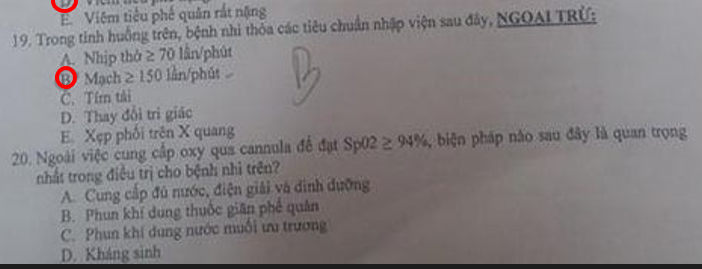 E. Viêm tiểu phế quản rất nặng
19. Trong tình huống trên, bệnh nhi thỏa các tiêu chuẩn nhập viện sau đây, NGOẠI TRỪ:
A. Nhịp thở ≥ 70 lần/phút
B. Mạch ≥ 150 lần/phút
B
C. Tím tái
D. Thay đổi tri giác
E. Xẹp phổi trên X quang
20. Ngoài việc cung cấp oxy qua cannula để đạt Sp02 ≥ 94%, biện pháp nào sau đây là quan trọng
nhất trong điều trị cho bệnh nhi trên?
A. Cung cấp đủ nước, điện giải và dinh dưỡng
B. Phun khí dung thuốc giãn phế quản
C. Phun khí dung nước muối ưu trương
D. Kháng sinh